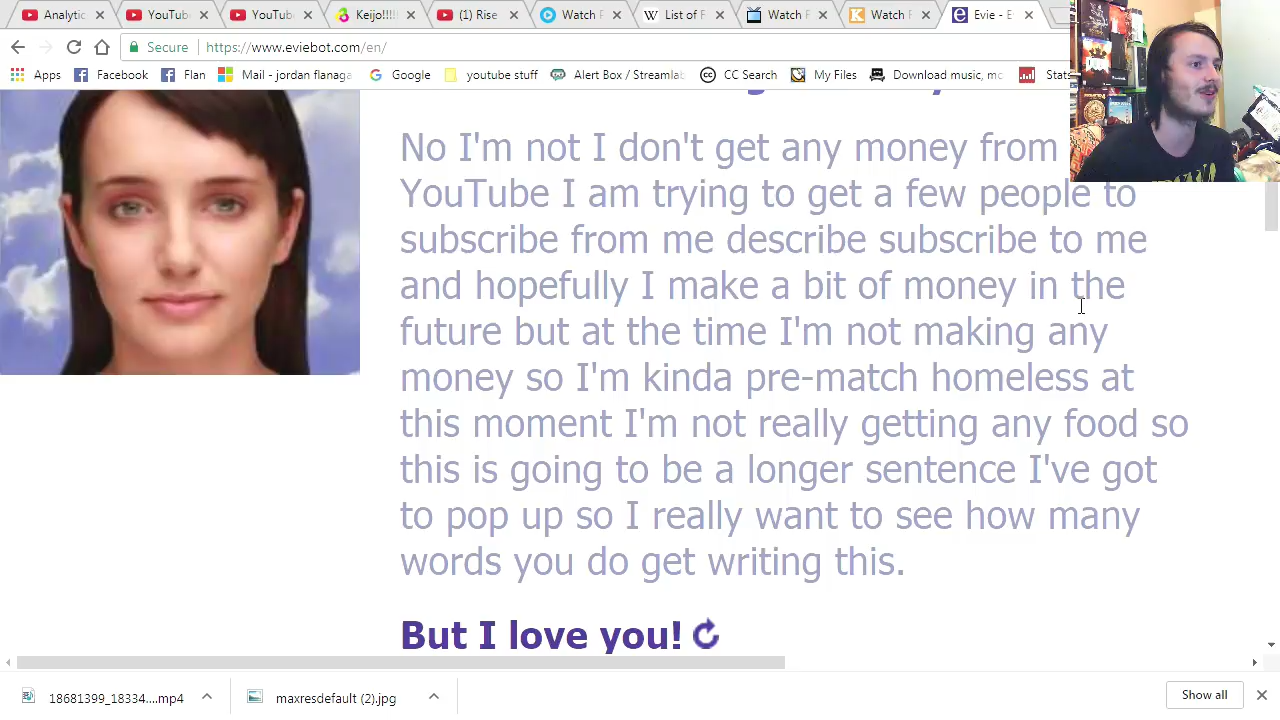 Analytic
YouTube
YouTube
Keijo!!!!
(1) Rise
Watch F
List of F
Watch F
Watch F
Evie - E
Secure https://www.eviebot.com/en/
Apps Facebook Flan Mail - jordan flanaga Google youtube stuff Alert Box / Streamlab CC Search My Files Download music, mc Stats
No I'm not I don't get any money from
YouTube I am trying to get a few people to
subscribe from me describe subscribe to me
and hopefully I make a bit of money in the
future but at the time I'm not making any
money so I'm kinda pre-match homeless at
this moment I'm not really getting any food so
this is going to be a longer sentence I've got
to pop up so I really want to see how many
words you do get writing this.
But I love you!
18681399_18334....mp4
maxresdefault (2).jpg
Show all